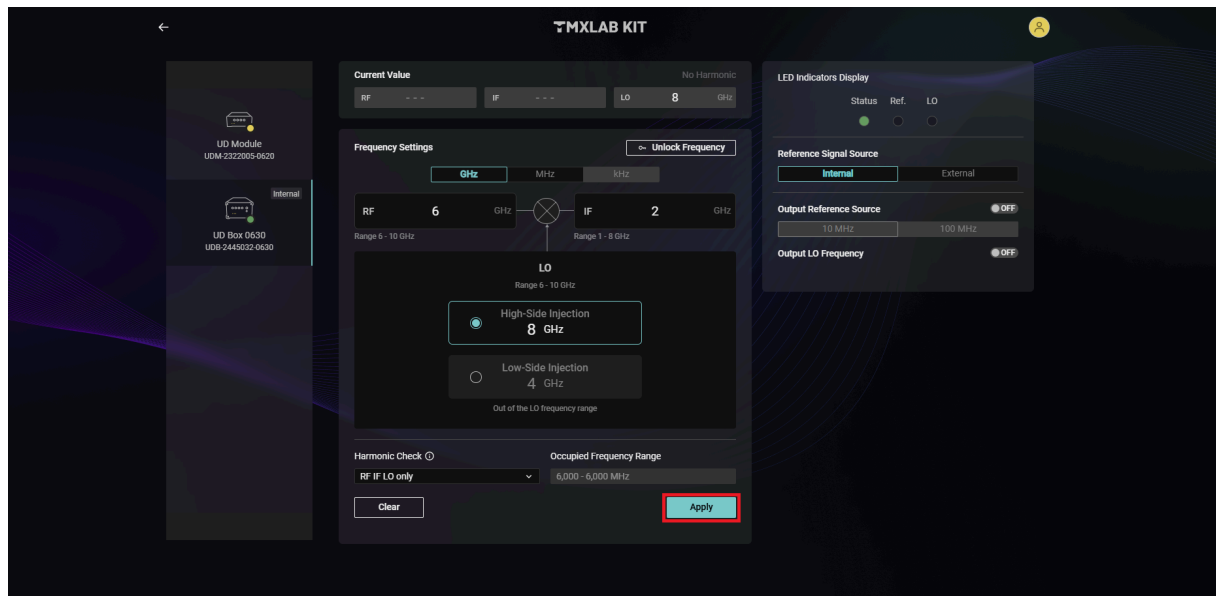 TMXLAB KIT
UD Module
UDM-2322005-0620
Internal
UD Box 0630
UDB-2445032-0630
Current Value
No Harmonic
RF - - -
IF - - -
LO 8 GHz
Frequency Settings
Unlock Frequency
GHz MHz kHz
RF 6 GHz
IF 2 GHz
Range 6 - 10 GHz
Range 1 - 8 GHz
LO
Range 6 - 10 GHz
High-Side Injection
8 GHz
Low-Side Injection
4 GHz
Out of the LO frequency range
Harmonic Check
Occupied Frequency Range
RF IF LO only
6,000 - 6,000 MHz
Clear
Apply
LED Indicators Display
Status Ref. LO
Reference Signal Source
Internal External
Output Reference Source OFF
10 MHz 100 MHz
Output LO Frequency OFF